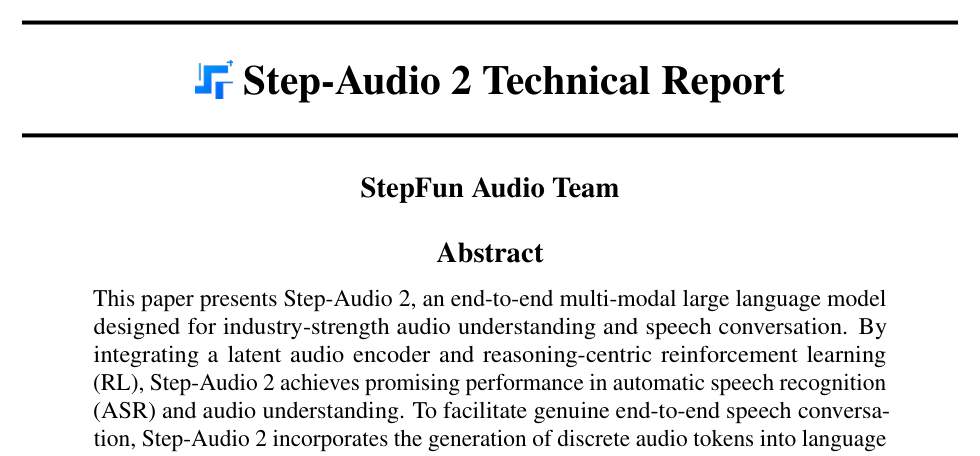 Step-Audio 2 Technical Report
StepFun Audio Team
Abstract
This paper presents Step-Audio 2, an end-to-end multi-modal large language model
designed for industry-strength audio understanding and speech conversation. By
integrating a latent audio encoder and reasoning-centric reinforcement learning
(RL), Step-Audio 2 achieves promising performance in automatic speech recognition
(ASR) and audio understanding. To facilitate genuine end-to-end speech conversa-
tion, Step-Audio 2 incorporates the generation of discrete audio tokens into language